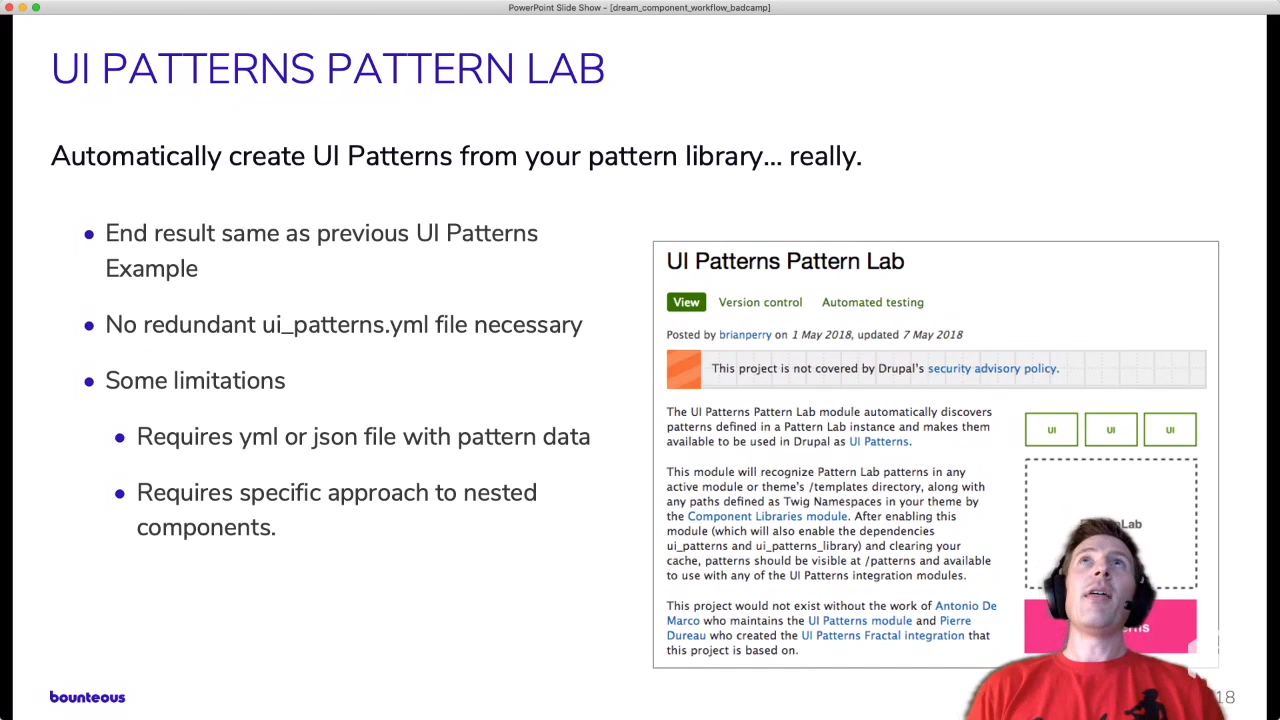 PowerPoint Slide Show - [dream_component_workflow_badcamp]
UI PATTERNS PATTERN LAB
Automatically create UI Patterns from your pattern library... really.
• End result same as previous UI Patterns
Example
• No redundant ui_patterns.yml file necessary
• Some limitations
• Requires yml or json file with pattern data
• Requires specific approach to nested
components.
UI Patterns Pattern Lab
View Version control Automated testing
Posted by brianperry on 1 May 2018, updated 7 May 2018
This project is not covered by Drupal's security advisory policy.
The UI Patterns Pattern Lab module automatically discovers
patterns defined in a Pattern Lab instance and makes them
available to be used in Drupal as UI Patterns.
This module will recognize Pattern Lab patterns in any
active module or theme's /templates directory, along with
any paths defined as Twig Namespaces in your theme by
the Component Libraries module. After enabling this
module (which will also enable the dependencies
ui_patterns and ui_patterns_library) and clearing your
cache, patterns should be visible at /patterns and available
to use with any of the UI Patterns integration modules.
This project would not exist without the work of Antonio De
Marco who maintains the UI Patterns module and Pierre
Dureau who created the UI Patterns Fractal integration that
this project is based on.
UI UI UI
Lab
bounteous
18